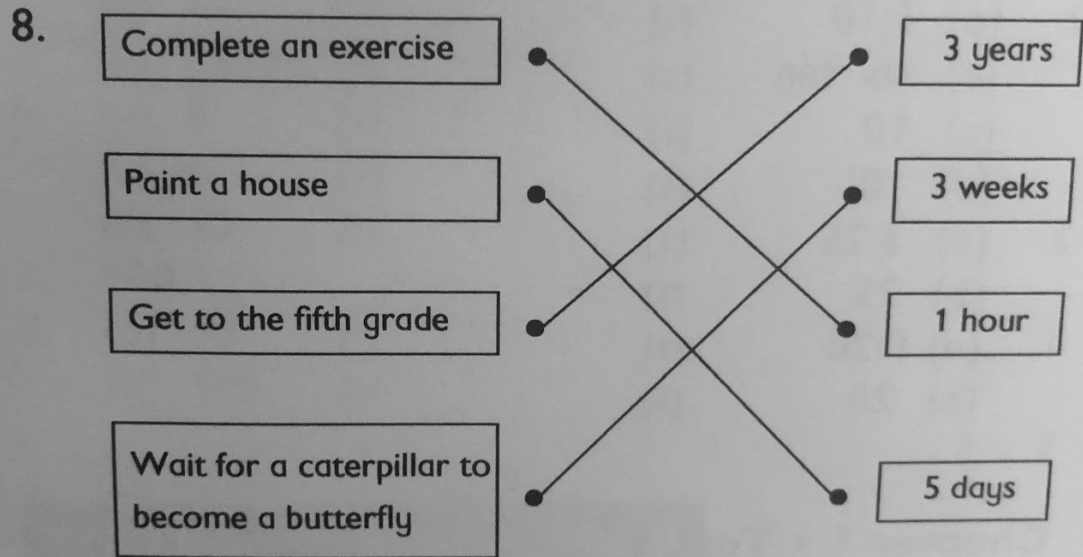 8.
Complete an exercise
3 years
Paint a house
3 weeks
Get to the fifth grade
1 hour
Wait for a caterpillar to
become a butterfly
5 days